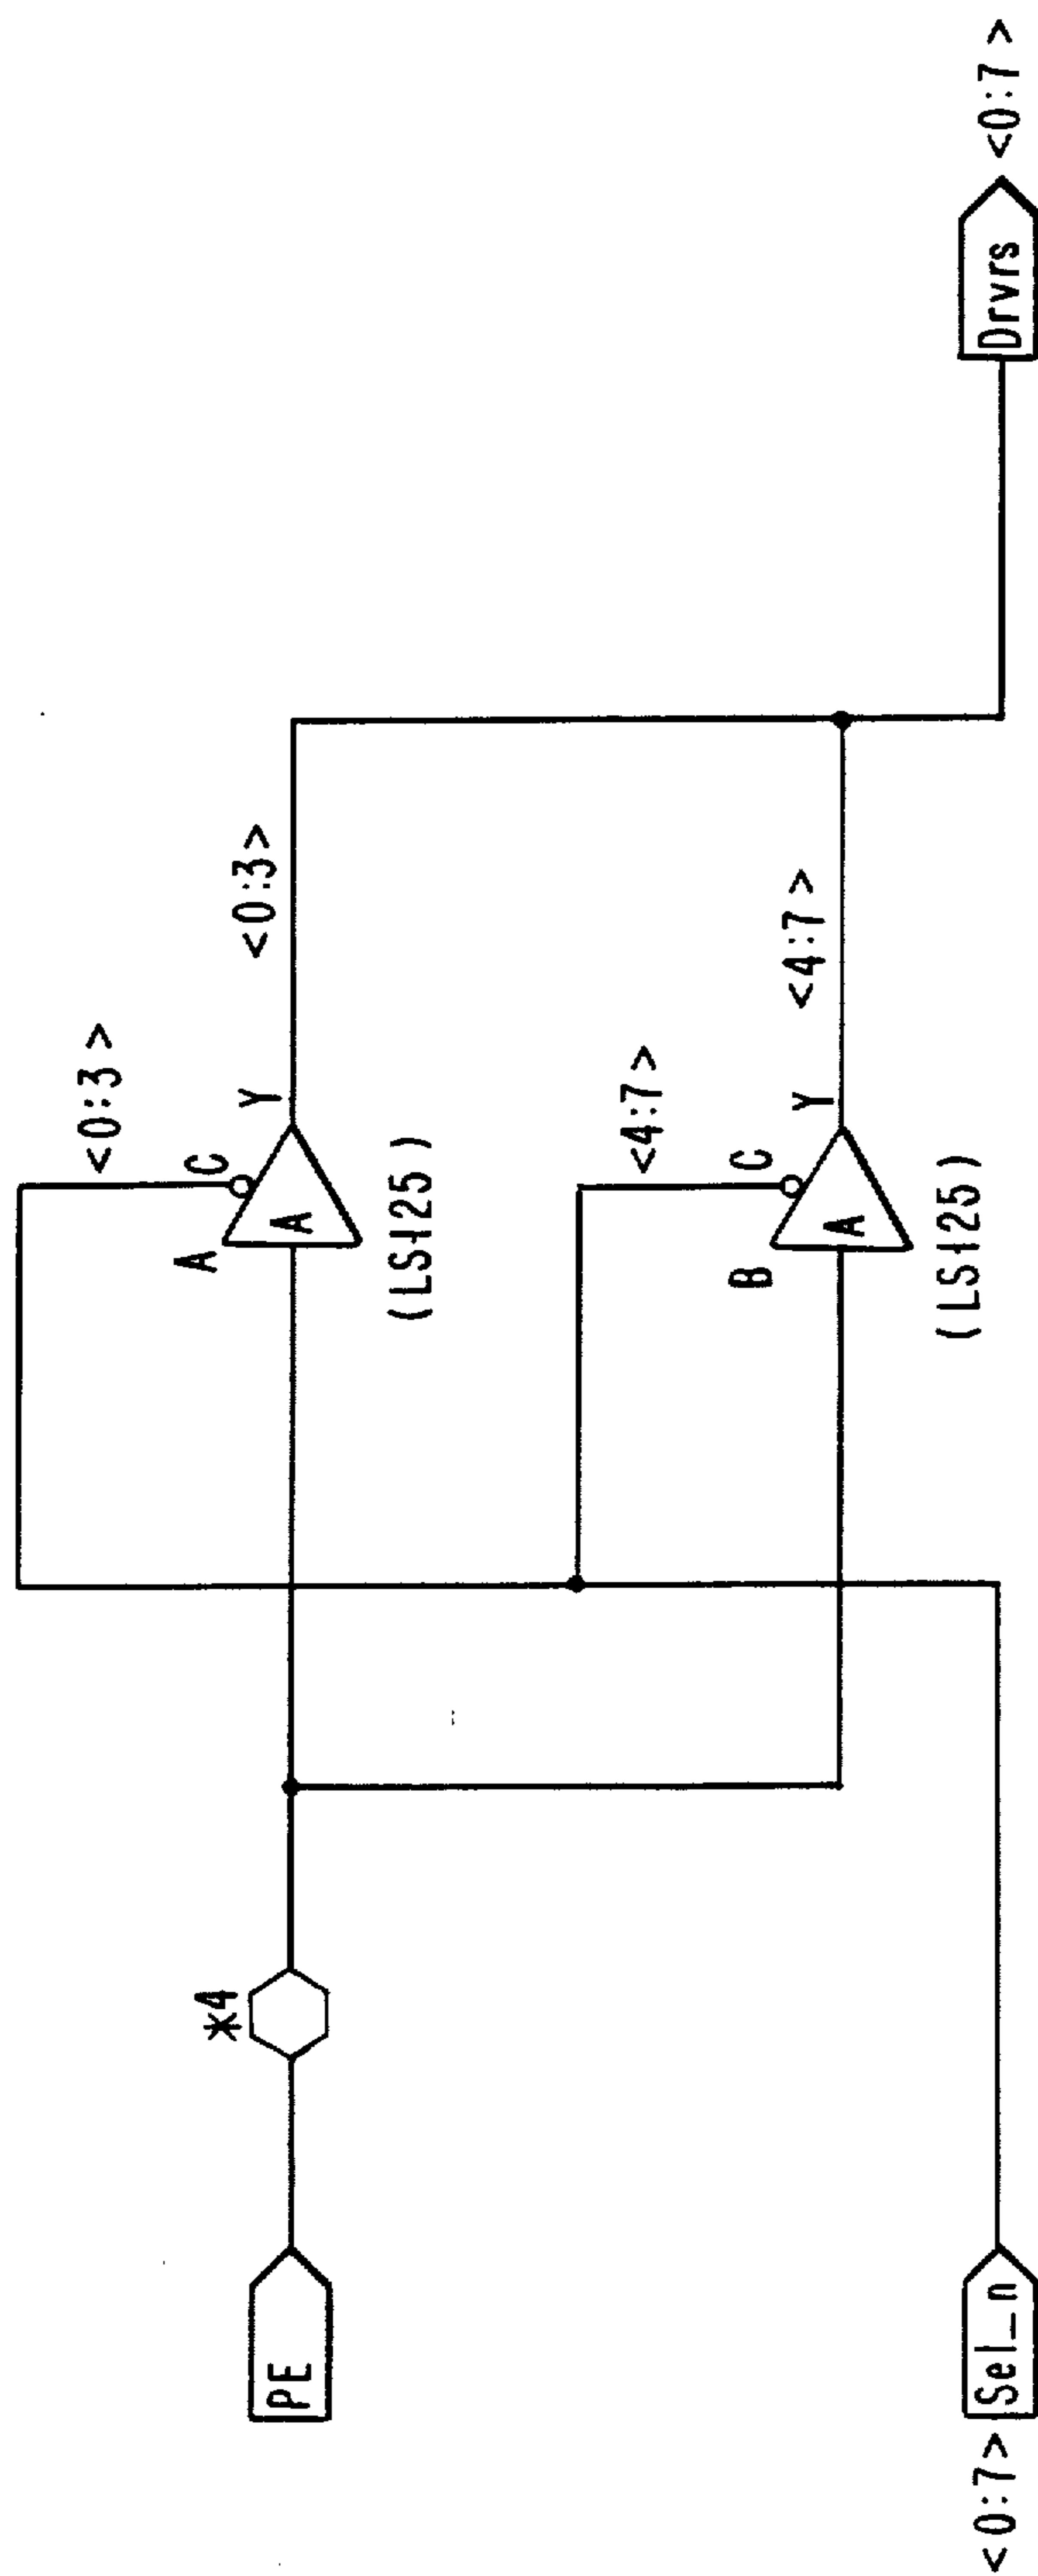 <0:3>
*4
A
C
Y
<0:3>
PE
A
(LS125)
<4:7>
B
C
Y
<4:7>
A
(LS125)
<0:7> Sel_n
Drvrs <0:7>